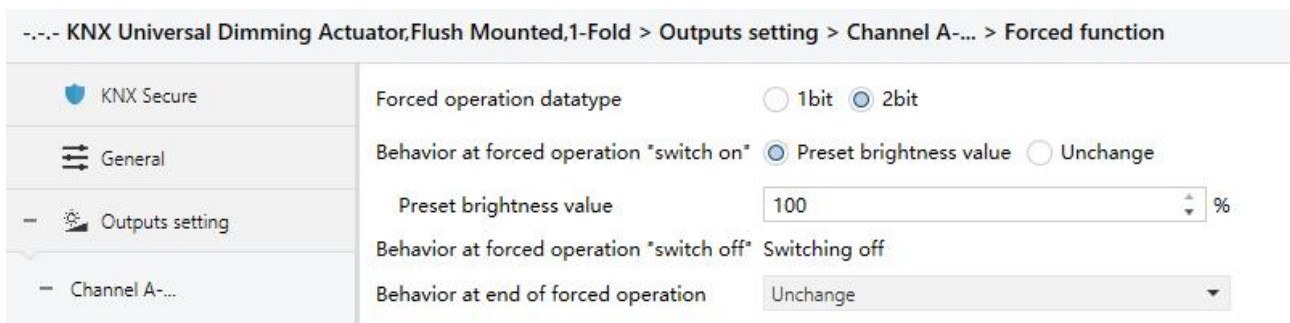 -.-.- KNX Universal Dimming Actuator,Flush Mounted,1-Fold > Outputs setting > Channel A-... > Forced function
KNX Secure
General
Outputs setting
Channel A-...
Forced operation datatype 1bit 2bit
Behavior at forced operation "switch on" Preset brightness value Unchange
Preset brightness value 100 %
Behavior at forced operation "switch off" Switching off
Behavior at end of forced operation Unchange